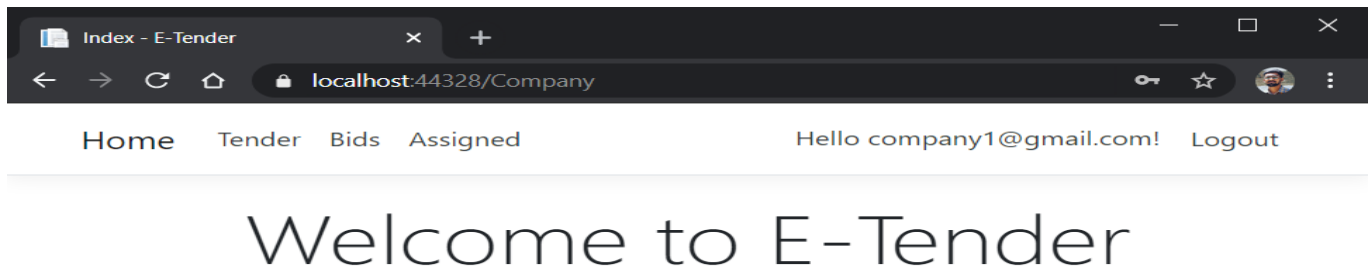 Index - E-Tender
localhost:44328/Company
Home Tender Bids Assigned Hello company1@gmail.com! Logout
Welcome to E-Tender